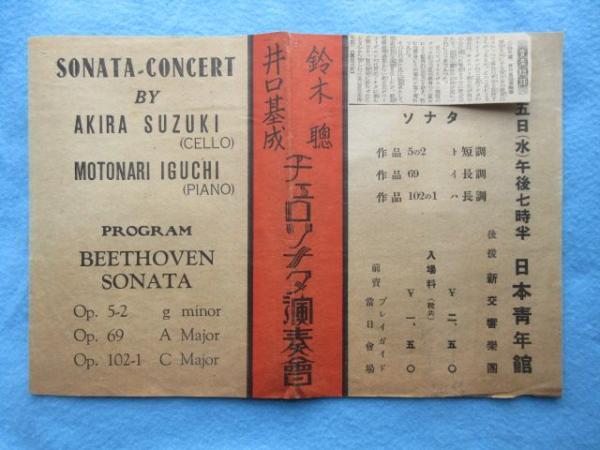 SONATA-CONCERT
BY
AKIRA SUZUKI
(CELLO)
MOTONARI IGUCHI
(PIANO)
PROGRAM
BEETHOVEN
SONATA
Op. 5-2 g minor
Op. 69 A Major
Op. 102-1 C Major
鈴木聰
井口基成
チェロソナタ演奏會
ソナタ
作品 5の2 ト短調
作品 69 イ長調
作品 102の1 ハ長調
五日(水)午後七時半 日本靑年館
後援 新交響樂團
入場料(税共)
¥ 二、五〇
¥ 一、五〇
前賣 プレイガイド
當日會場